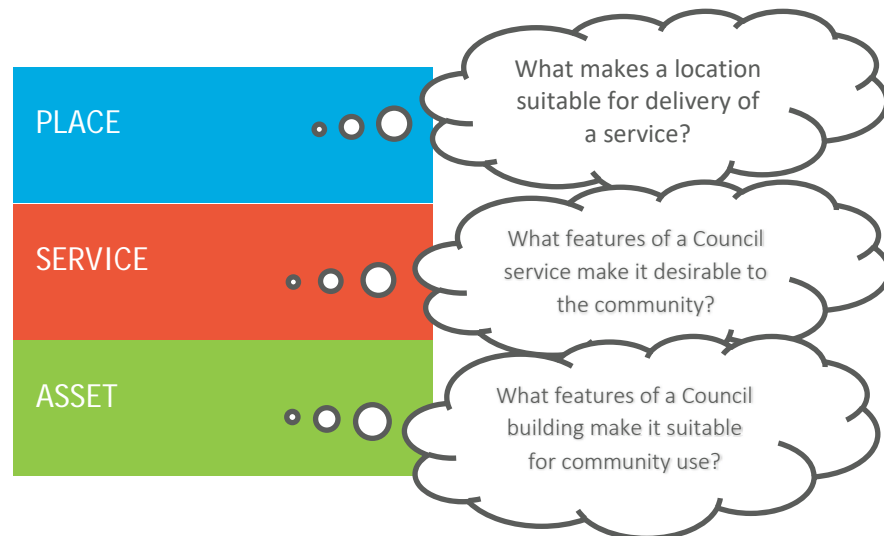 PLACE
What makes a location
suitable for delivery of
a service?
SERVICE
What features of a Council
service make it desirable to
the community?
ASSET
What features of a Council
building make it suitable
for community use?